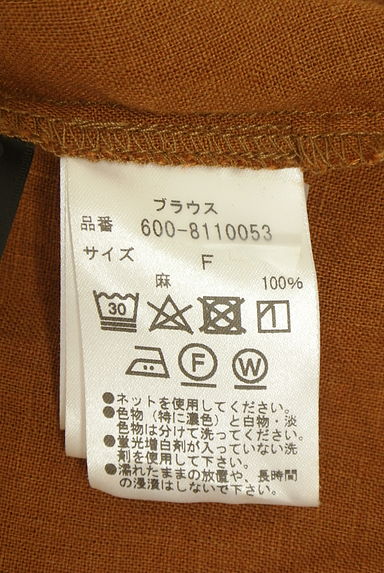 ブラウス
品番 600-8110053
サイズ F
麻 100%
30
F W
●ネットを使用してください。
●色物（特に濃色）と白物・淡
色物は分けて洗ってください。
●蛍光増白剤が入っていない洗
剤を使用して下さい。
●濡れたままの放置や、長時間
の浸漬はしないで下さい。